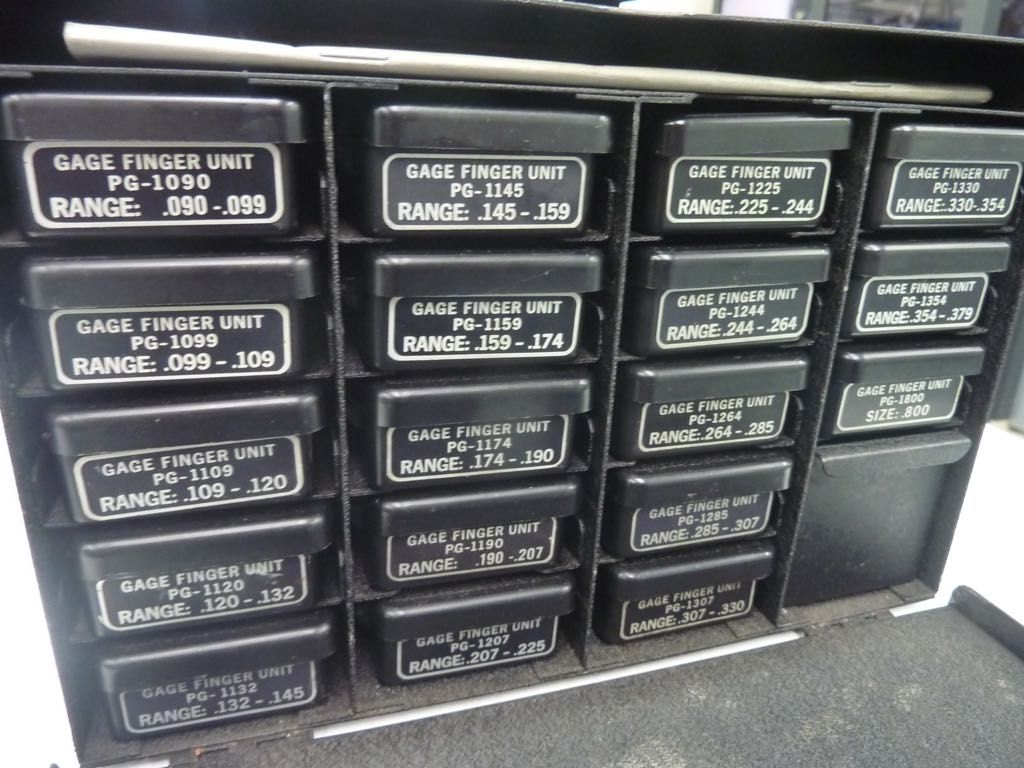 GAGE FINGER UNIT
PG-1090
RANGE: .090 - .099
GAGE FINGER UNIT
PG-1099
RANGE: .099 - .109
GAGE FINGER UNIT
PG-1109
RANGE: .109 - .120
GAGE FINGER UNIT
PG-1120
RANGE: .120 - .132
GAGE FINGER UNIT
PG-1132
RANGE: .132 - .145
GAGE FINGER UNIT
PG-1145
RANGE: .145 - .159
GAGE FINGER UNIT
PG-1159
RANGE: .159 - .174
GAGE FINGER UNIT
PG-1174
RANGE: .174 - .190
GAGE FINGER UNIT
PG-1190
RANGE: .190 - .207
GAGE FINGER UNIT
PG-1207
RANGE: .207 - .225
GAGE FINGER UNIT
PG-1225
RANGE: .225 - .244
GAGE FINGER UNIT
PG-1244
RANGE: .244 - .264
GAGE FINGER UNIT
PG-1264
RANGE: .264 - .285
GAGE FINGER UNIT
PG-1285
RANGE: .285 - .307
GAGE FINGER UNIT
PG-1307
RANGE: .307 - .330
GAGE FINGER UNIT
PG-1330
RANGE: .330 - .354
GAGE FINGER UNIT
PG-1354
RANGE: .354 - .379
GAGE FINGER UNIT
PG-1800
SIZE: .800